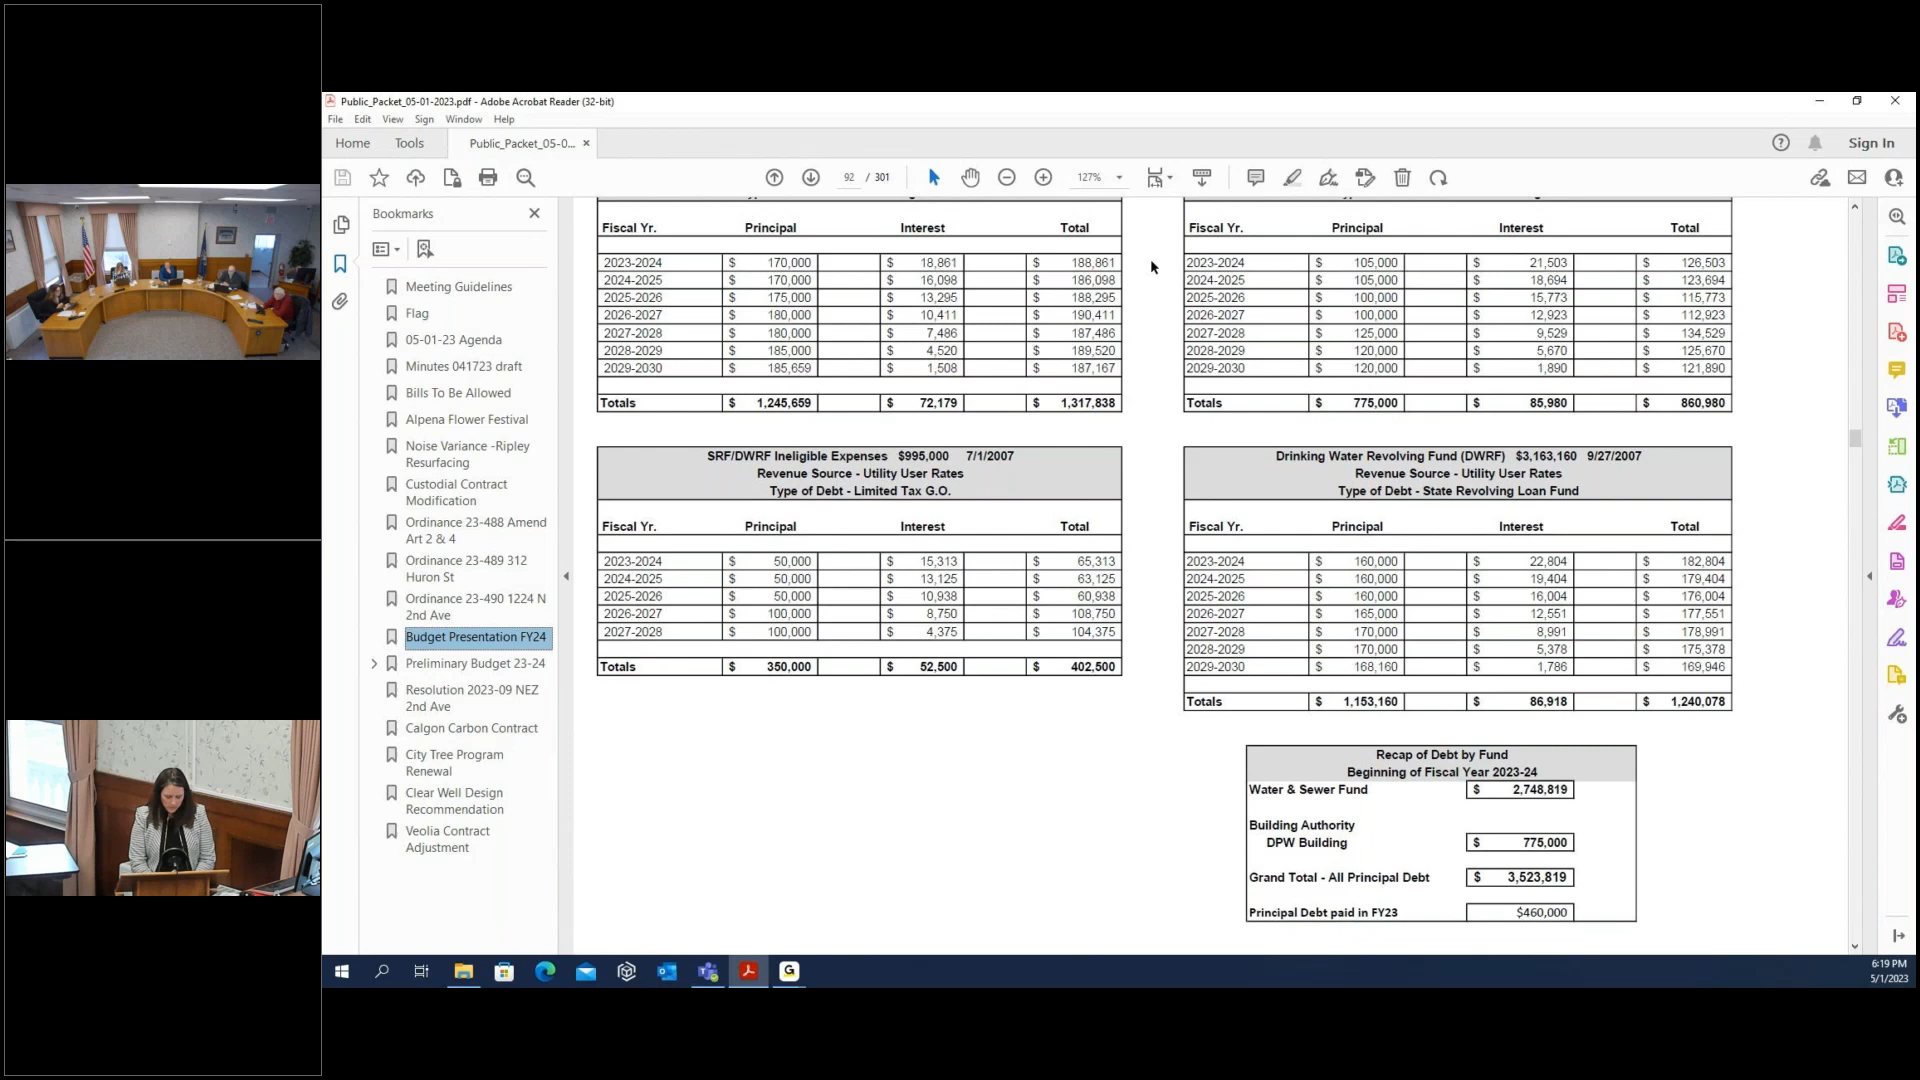 Public_Packet_05-01-2023.pdf - Adobe Acrobat Reader (32-bit)
File Edit View Sign Window Help
Home Tools Public_Packet_05-0... Sign In
92 / 301 127%
Bookmarks
Meeting Guidelines
Flag
05-01-23 Agenda
Minutes 041723 draft
Bills To Be Allowed
Alpena Flower Festival
Noise Variance -Ripley
Resurfacing
Custodial Contract
Modification
Ordinance 23-488 Amend
Art 2 & 4
Ordinance 23-489 312
Huron St
Ordinance 23-490 1224 N
2nd Ave
Budget Presentation FY24
Preliminary Budget 23-24
Resolution 2023-09 NEZ
2nd Ave
Calgon Carbon Contract
City Tree Program
Renewal
Clear Well Design
Recommendation
Veolia Contract
Adjustment
Fiscal Yr. Principal Interest Total
2023-2024 $ 170,000 $ 18,861 $ 188,861
2024-2025 $ 170,000 $ 16,098 $ 186,098
2025-2026 $ 175,000 $ 13,295 $ 188,295
2026-2027 $ 180,000 $ 10,411 $ 190,411
2027-2028 $ 180,000 $ 7,486 $ 187,486
2028-2029 $ 185,000 $ 4,520 $ 189,520
2029-2030 $ 185,659 $ 1,508 $ 187,167
Totals $ 1,245,659 $ 72,179 $ 1,317,838
Fiscal Yr. Principal Interest Total
2023-2024 $ 105,000 $ 21,503 $ 126,503
2024-2025 $ 105,000 $ 18,694 $ 123,694
2025-2026 $ 100,000 $ 15,773 $ 115,773
2026-2027 $ 100,000 $ 12,923 $ 112,923
2027-2028 $ 125,000 $ 9,529 $ 134,529
2028-2029 $ 120,000 $ 5,670 $ 125,670
2029-2030 $ 120,000 $ 1,890 $ 121,890
Totals $ 775,000 $ 85,980 $ 860,980
SRF/DWRF Ineligible Expenses $995,000 7/1/2007
Revenue Source - Utility User Rates
Type of Debt - Limited Tax G.O.
Fiscal Yr. Principal Interest Total
2023-2024 $ 50,000 $ 15,313 $ 65,313
2024-2025 $ 50,000 $ 13,125 $ 63,125
2025-2026 $ 50,000 $ 10,938 $ 60,938
2026-2027 $ 100,000 $ 8,750 $ 108,750
2027-2028 $ 100,000 $ 4,375 $ 104,375
Totals $ 350,000 $ 52,500 $ 402,500
Drinking Water Revolving Fund (DWRF) $3,163,160 9/27/2007
Revenue Source - Utility User Rates
Type of Debt - State Revolving Loan Fund
Fiscal Yr. Principal Interest Total
2023-2024 $ 160,000 $ 22,804 $ 182,804
2024-2025 $ 160,000 $ 19,404 $ 179,404
2025-2026 $ 160,000 $ 16,004 $ 176,004
2026-2027 $ 165,000 $ 12,551 $ 177,551
2027-2028 $ 170,000 $ 8,991 $ 178,991
2028-2029 $ 170,000 $ 5,378 $ 175,378
2029-2030 $ 168,160 $ 1,786 $ 169,946
Totals $ 1,153,160 $ 86,918 $ 1,240,078
Recap of Debt by Fund
Beginning of Fiscal Year 2023-24
Water & Sewer Fund $ 2,748,819
Building Authority
DPW Building $ 775,000
Grand Total - All Principal Debt $ 3,523,819
Principal Debt paid in FY23 $460,000
6:19 PM
5/1/2023